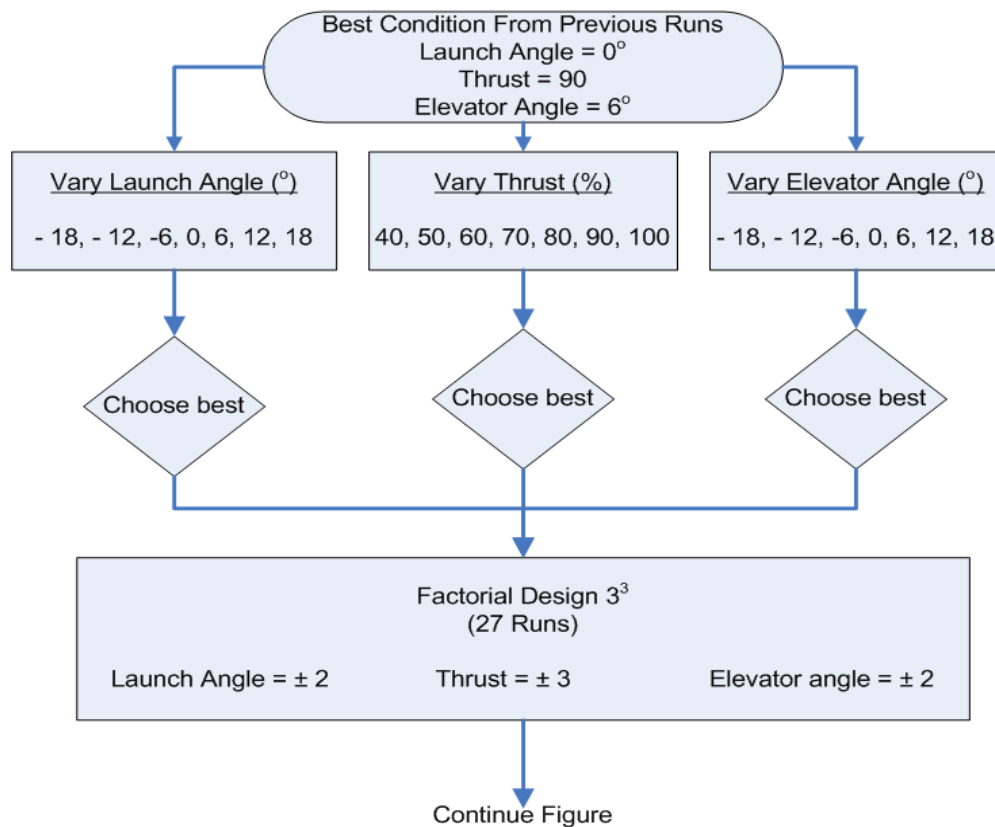 Best Condition From Previous Runs
Launch Angle = 0°
Thrust = 90
Elevator Angle = 6°
Vary Launch Angle (°)
- 18, - 12, -6, 0, 6, 12, 18
Vary Thrust (%)
40, 50, 60, 70, 80, 90, 100
Vary Elevator Angle (°)
- 18, - 12, -6, 0, 6, 12, 18
Choose best
Choose best
Choose best
Factorial Design 3³
(27 Runs)
Launch Angle = ± 2
Thrust = ± 3
Elevator angle = ± 2
Continue Figure